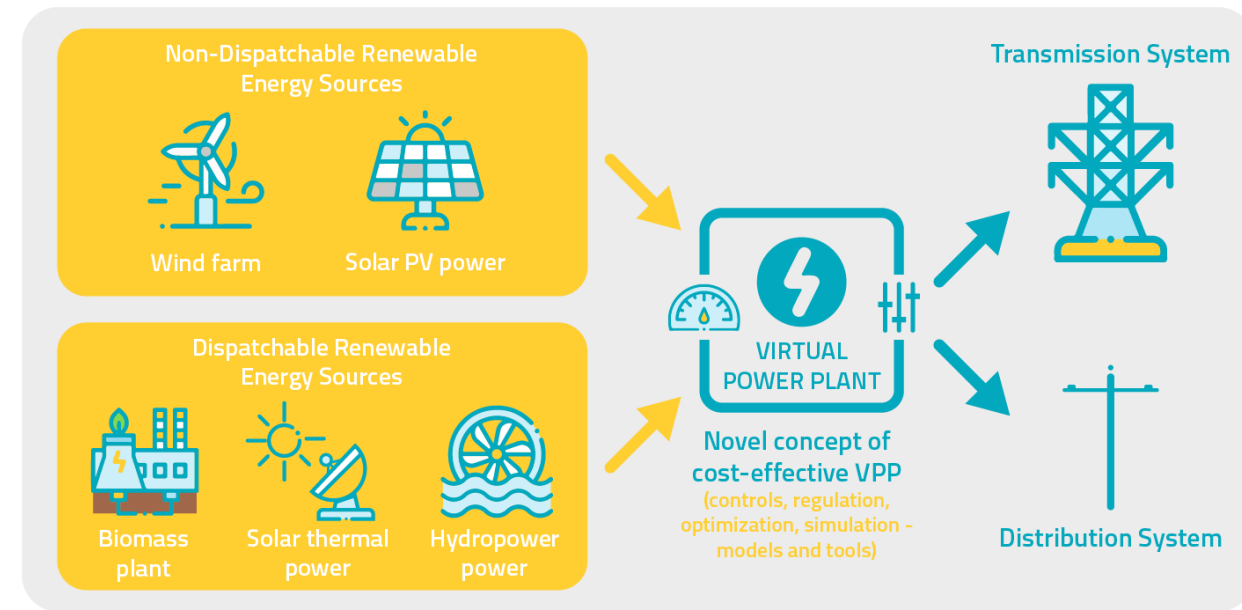 Non-Dispatchable Renewable
Energy Sources
Wind farm
Solar PV power
Dispatchable Renewable
Energy Sources
Biomass
plant
Solar thermal
power
Hydropower
power
VIRTUAL
POWER PLANT
Novel concept of
cost-effective VPP
(controls, regulation,
optimization, simulation -
models and tools)
Transmission System
Distribution System